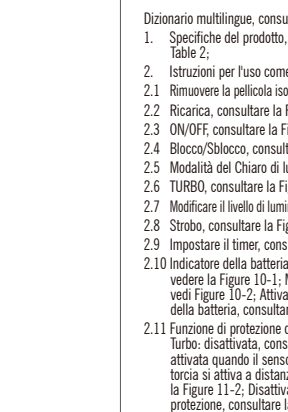 Dizionario multilingue, consu
1. Specifiche del prodotto,
Table 2;
2. Istruzioni per l'uso come
2.1 Rimuovere la pellicola iso
2.2 Ricarica, consultare la F
2.3 ON/OFF, consultare la Fi
2.4 Blocco/Sblocco, consult
2.5 Modalità del Chiaro di lu
2.6 TURBO, consultare la Fi
2.7 Modificare il livello di lumi
2.8 Strobo, consultare la Fig
2.9 Impostare il timer, cons
2.10 Indicatore della batteria
vedere la Figure 10-1; M
vedi Figure 10-2; Attiva
della batteria, consultar
2.11 Funzione di protezione d
Turbo: disattivata, cons
attivata quando il senso
torcia si attiva a distanz
la Figure 11-2; Disattiv
protezione, consultare l